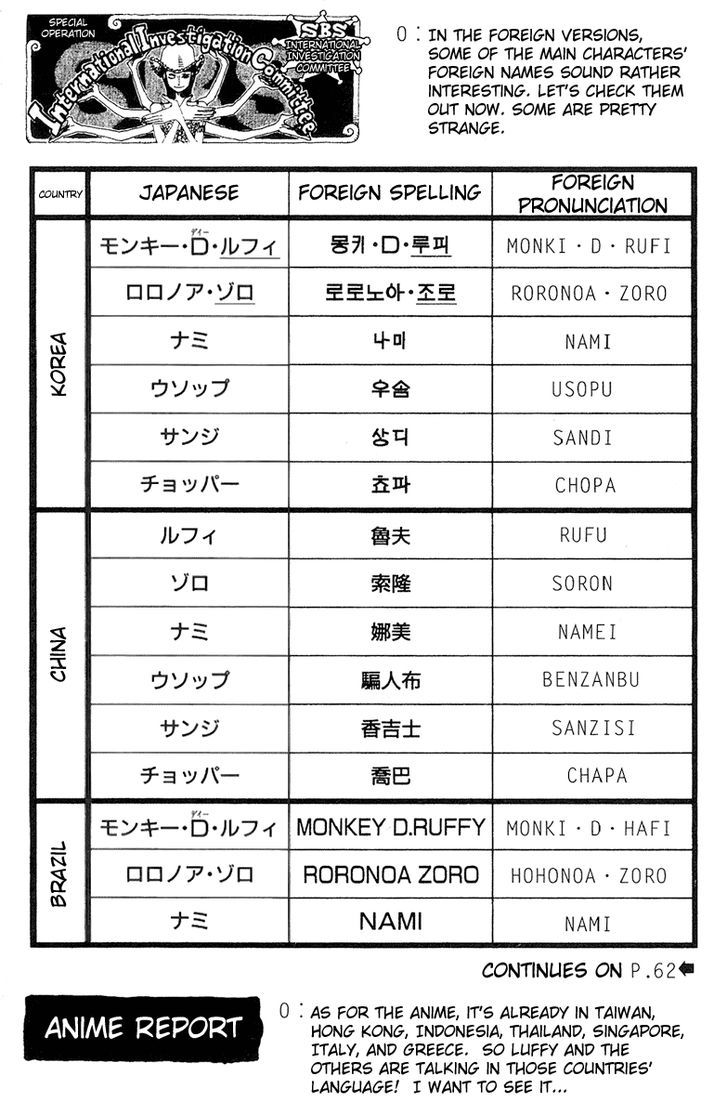 SPECIAL
OPERATION
International Investigation Committee
SBS
INTERNATIONAL
INVESTIGATION
COMMITTEE
O: IN THE FOREIGN VERSIONS,
SOME OF THE MAIN CHARACTERS'
FOREIGN NAMES SOUND RATHER
INTERESTING. LET'S CHECK THEM
OUT NOW. SOME ARE PRETTY
STRANGE.
COUNTRY JAPANESE FOREIGN SPELLING FOREIGN PRONUNCIATION
KOREA
モンキー・D・ルフィ 몽키・D・루피 MONKI・D・RUFI
ディー
ロロノア・ゾロ 로로노아・조로 RORONOA・ZORO
ナミ 나미 NAMI
ウソップ 우솝 USOPU
サンジ 상디 SANDI
チョッパー 쵸파 CHOPA
CHINA
ルフィ 魯夫 RUFU
ゾロ 索隆 SORON
ナミ 娜美 NAMEI
ウソップ 騙人布 BENZANBU
サンジ 香吉士 SANZISI
チョッパー 喬巴 CHAPA
BRAZIL
モンキー・D・ルフィ MONKEY D.RUFFY MONKI・D・HAFI
ディー
ロロノア・ゾロ RORONOA ZORO HOHONOA・ZORO
ナミ NAMI NAMI
CONTINUES ON P.62
ANIME REPORT
O: AS FOR THE ANIME, IT'S ALREADY IN TAIWAN,
HONG KONG, INDONESIA, THAILAND, SINGAPORE,
ITALY, AND GREECE. SO LUFFY AND THE
OTHERS ARE TALKING IN THOSE COUNTRIES'
LANGUAGE! I WANT TO SEE IT...